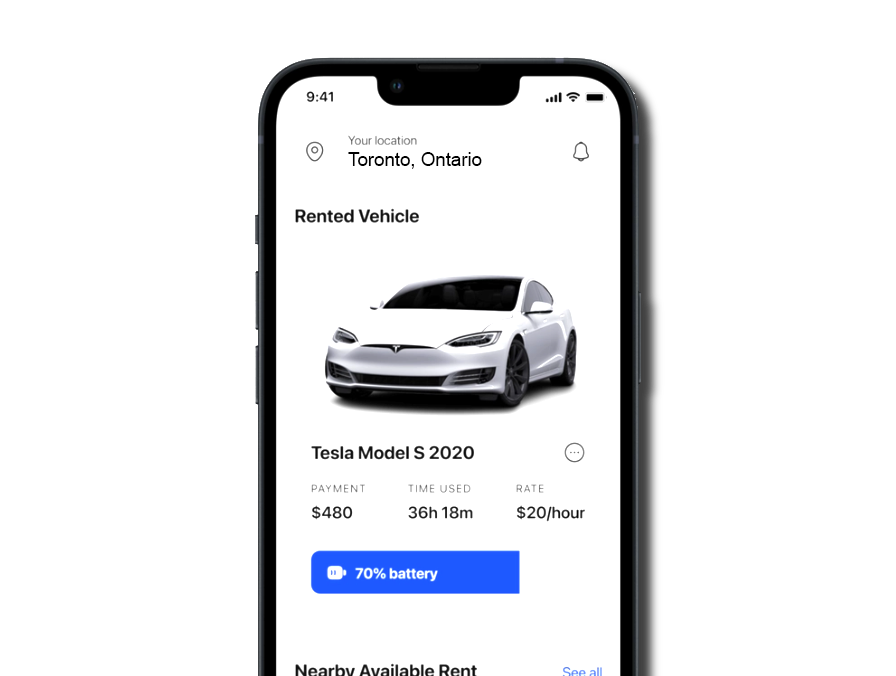 9:41
Your location
Toronto, Ontario
Rented Vehicle
Tesla Model S 2020
PAYMENT TIME USED RATE
$480 36h 18m $20/hour
70% battery
Nearby Available Rent See all